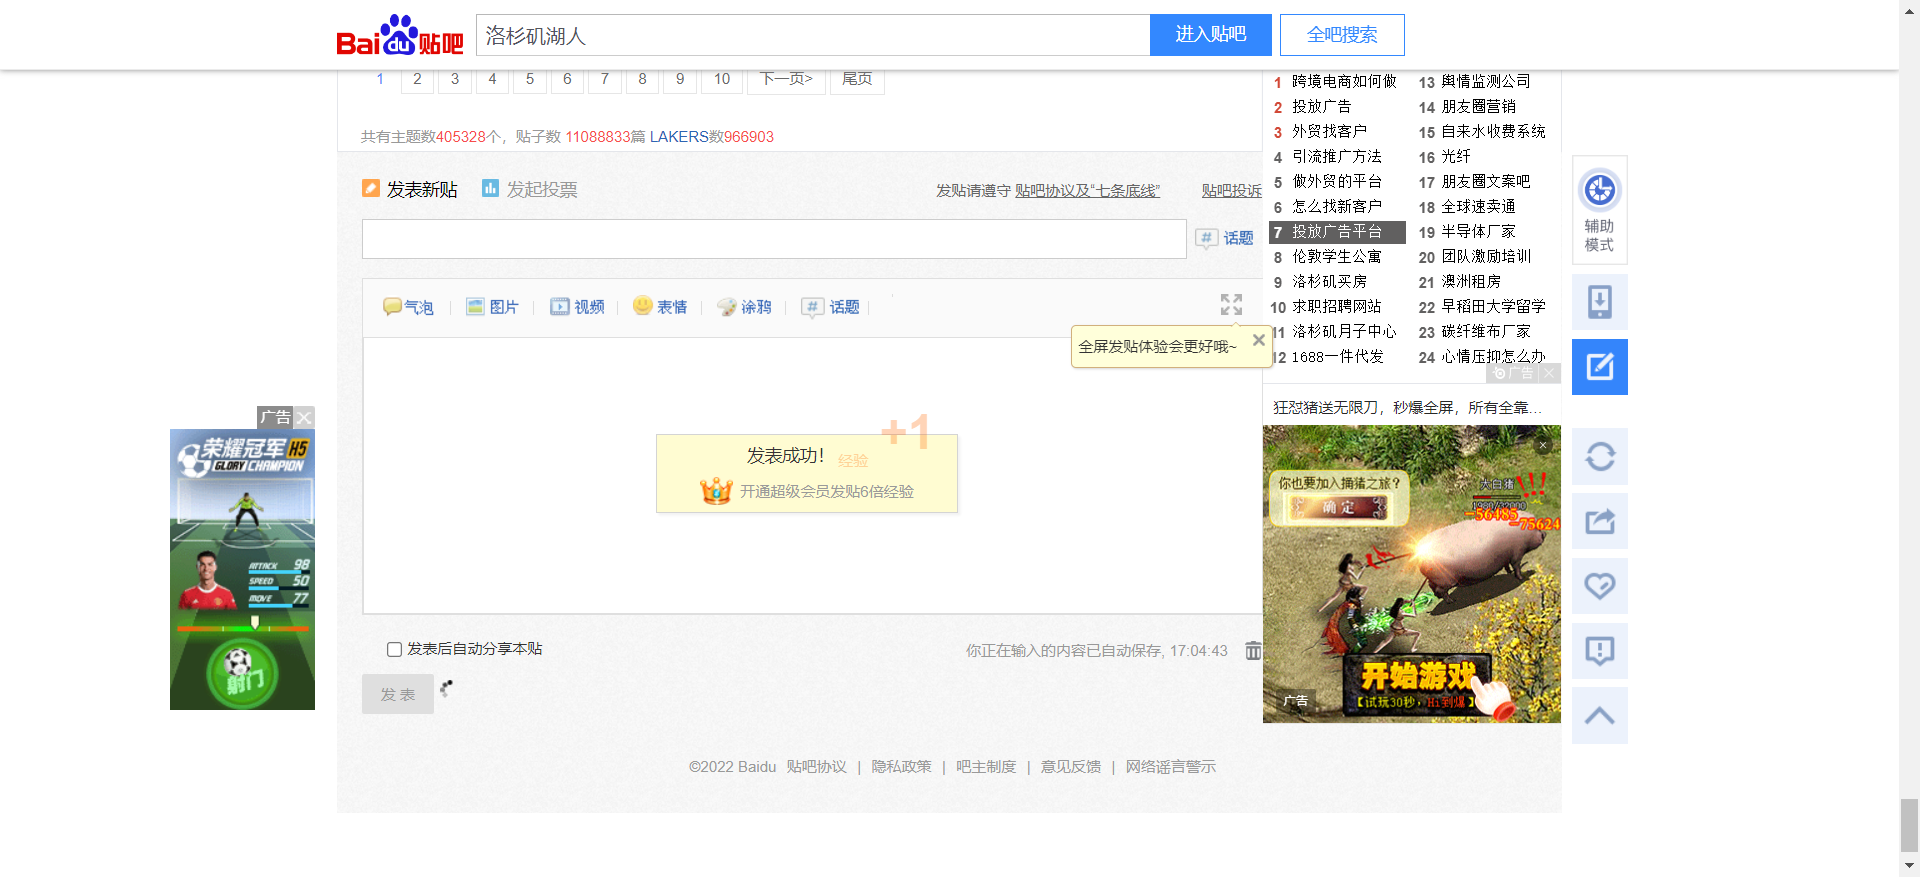 Bai du 贴吧
洛杉矶湖人
进入贴吧
全吧搜索
1 2 3 4 5 6 7 8 9 10 下一页> 尾页
共有主题数405328个，贴子数 11088833篇 LAKERS数966903
发表新贴
发起投票
发贴请遵守 贴吧协议及“七条底线”
贴吧投诉
话题
气泡
图片
视频
表情
涂鸦
话题
全屏发贴体验会更好哦~
+1
发表成功！
经验
开通超级会员发贴6倍经验
发表后自动分享本贴
你正在输入的内容已自动保存, 17:04:43
发 表
1 跨境电商如何做
2 投放广告
3 外贸找客户
4 引流推广方法
5 做外贸的平台
6 怎么找新客户
7 投放广告平台
8 伦敦学生公寓
9 洛杉矶买房
10 求职招聘网站
11 洛杉矶月子中心
12 1688一件代发
13 舆情监测公司
14 朋友圈营销
15 自来水收费系统
16 光纤
17 朋友圈文案吧
18 全球速卖通
19 半导体厂家
20 团队激励培训
21 澳洲租房
22 早稻田大学留学
23 碳纤维布厂家
24 心情压抑怎么办
广告
狂怼猪送无限刀，秒爆全屏，所有全靠...
你也要加入捅猪之旅?
确定
大白猪
!!!
-56485
-75624
开始游戏
【试玩30秒，Hi到爆】
广告
辅助
模式
广告
荣耀冠军 H5
GLORY CHAMPION
ATTACK 98
SPEED 50
MOVE 77
射门
©2022 Baidu 贴吧协议 | 隐私政策 | 吧主制度 | 意见反馈 | 网络谣言警示